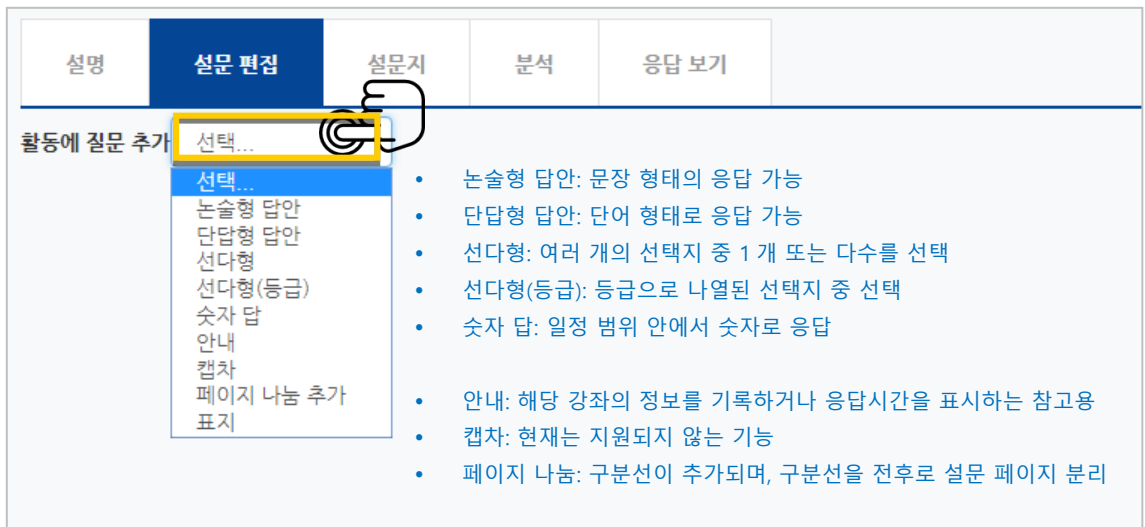 설명 설문 편집 설문지 분석 응답 보기
활동에 질문 추가 선택...
선택...
논술형 답안
단답형 답안
선다형
선다형(등급)
숫자 답
안내
캡차
페이지 나눔 추가
표지
• 논술형 답안: 문장 형태의 응답 가능
• 단답형 답안: 단어 형태로 응답 가능
• 선다형: 여러 개의 선택지 중 1 개 또는 다수를 선택
• 선다형(등급): 등급으로 나열된 선택지 중 선택
• 숫자 답: 일정 범위 안에서 숫자로 응답
• 안내: 해당 강좌의 정보를 기록하거나 응답시간을 표시하는 참고용
• 캡차: 현재는 지원되지 않는 기능
• 페이지 나눔: 구분선이 추가되며, 구분선을 전후로 설문 페이지 분리